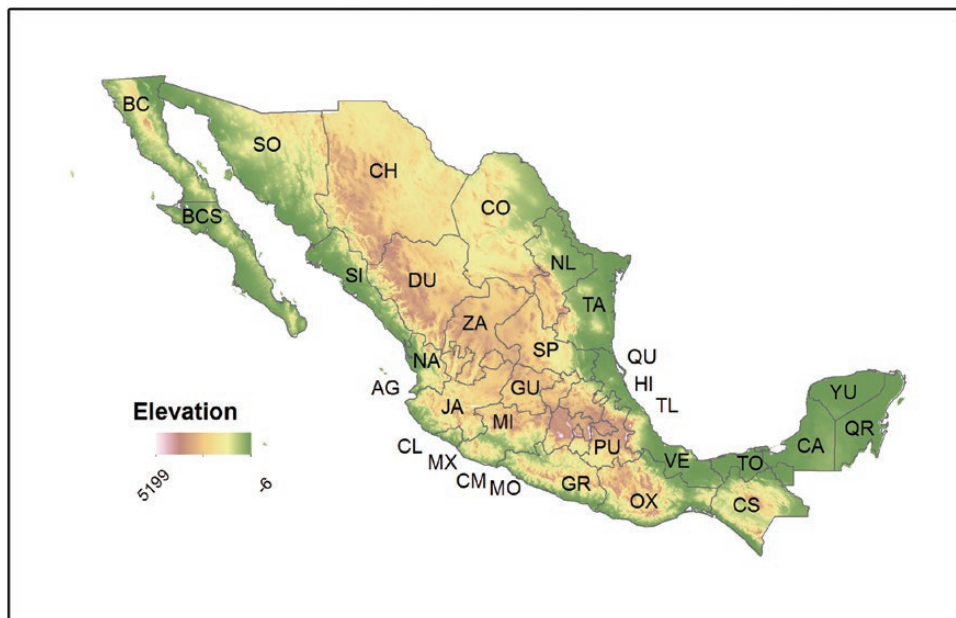 BC
SO
CH
CO
BCS
NL
SI
DU
TA
ZA
SP
QU
NA
HI
AG
GU
TL
YU
JA
MI
QR
Elevation
CL
PU
CA
MX
VE
TO
CM
MO
GR
OX
CS
5199
-6